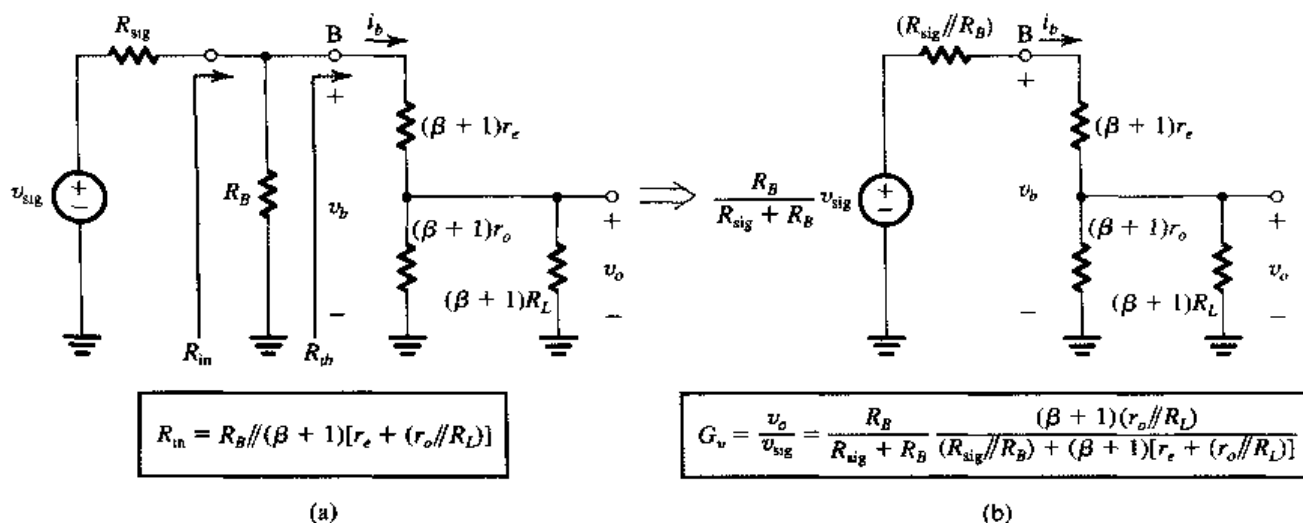 R_sig
B
i_b
+
(β + 1)r_e
v_sig
+
−
R_B
v_b
(β + 1)r_o
+
v_o
(β + 1)R_L
−
−
R_in
R_ib
R_in = R_B//(β + 1)[r_e + (r_o//R_L)]
(a)
(R_sig//R_B)
B
i_b
+
(β + 1)r_e
R_B / (R_sig + R_B) v_sig
+
−
v_b
(β + 1)r_o
+
v_o
(β + 1)R_L
−
−
G_v = v_o / v_sig = R_B / (R_sig + R_B) (β + 1)(r_o//R_L) / ((R_sig//R_B) + (β + 1)[r_e + (r_o//R_L)])
(b)